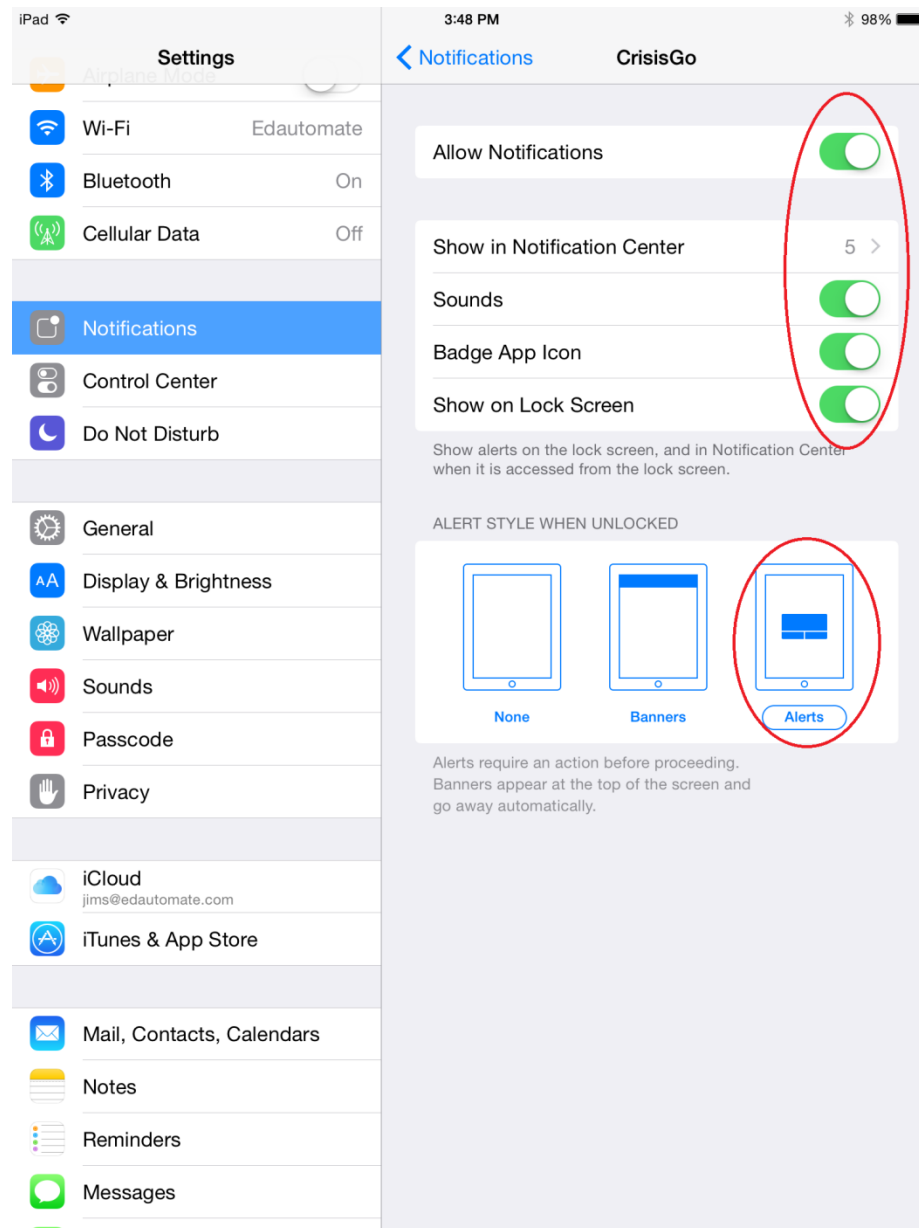 iPad
3:48 PM
98%
Settings
Notifications
CrisisGo
Airplane Mode
Wi-Fi
Edautomate
Bluetooth
On
Cellular Data
Off
Notifications
Control Center
Do Not Disturb
General
AA
Display & Brightness
Wallpaper
Sounds
Passcode
Privacy
iCloud
jims@edautomate.com
iTunes & App Store
Mail, Contacts, Calendars
Notes
Reminders
Messages
Allow Notifications
Show in Notification Center
5
Sounds
Badge App Icon
Show on Lock Screen
Show alerts on the lock screen, and in Notification Center
when it is accessed from the lock screen.
ALERT STYLE WHEN UNLOCKED
None
Banners
Alerts
Alerts require an action before proceeding.
Banners appear at the top of the screen and
go away automatically.